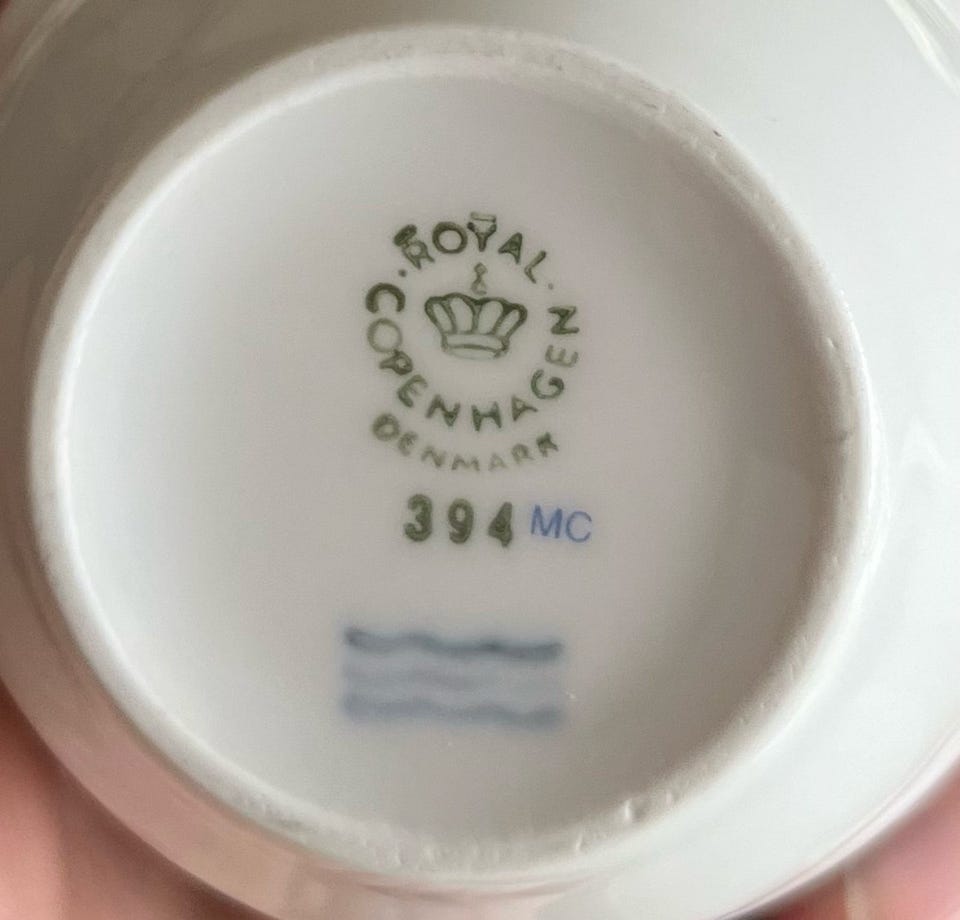 ROYAL
COPENHAGEN
DENMARK
394 MC